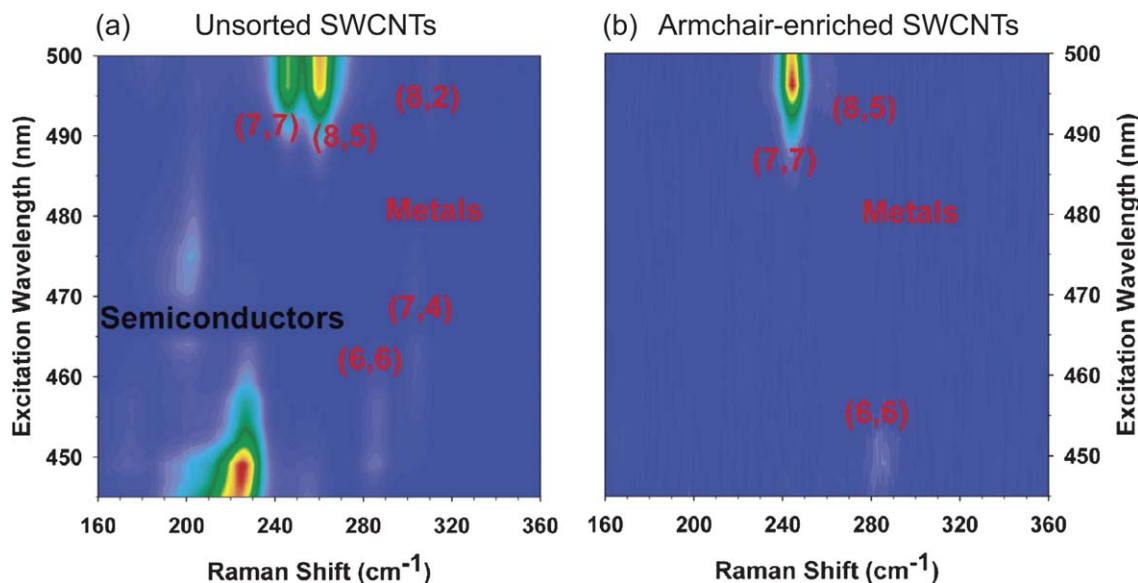 (a) Unsorted SWCNTs
Excitation Wavelength (nm)
500
490
480
470
460
450
(8,2)
(7,7)
(8,5)
Metals
(7,4)
Semiconductors
(6,6)
160 200 240 280 320 360
Raman Shift (cm-1)
(b) Armchair-enriched SWCNTs
(8,5)
(7,7)
Metals
(6,6)
500
490
480
470
460
450
Excitation Wavelength (nm)
160 200 240 280 320 360
Raman Shift (cm-1)